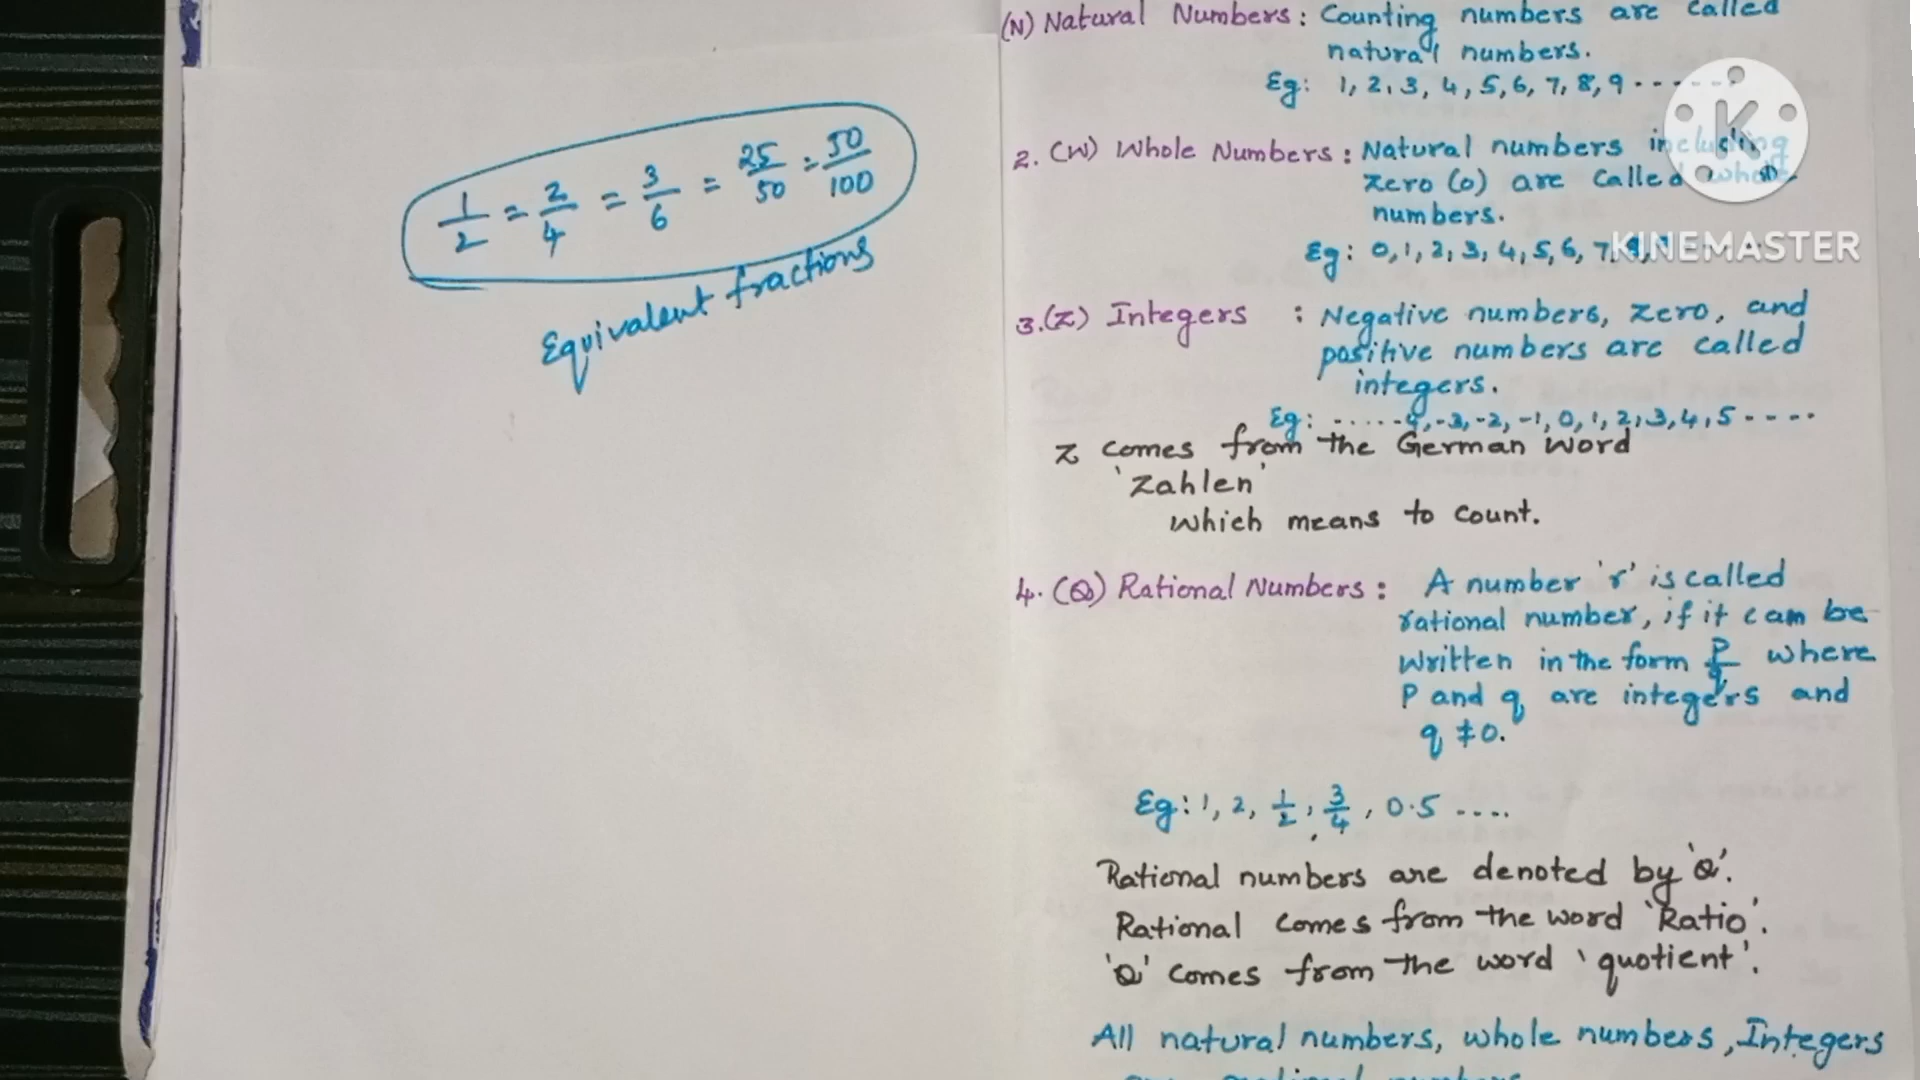 1/2 = 2/4 = 3/6 = 25/50 = 50/100
Equivalent fractions
(N) Natural Numbers : Counting numbers are called
natural numbers.
Eg: 1, 2, 3, 4, 5, 6, 7, 8, 9 ------
2. (W) Whole Numbers : Natural numbers including
zero (0) are called whole
numbers.
Eg: 0, 1, 2, 3, 4, 5, 6, 7, 8,
K
KINEMASTER
3. (Z) Integers : Negative numbers, zero, and
positive numbers are called
integers.
Eg: .....-4, -3, -2, -1, 0, 1, 2, 3, 4, 5 - - - -
Z comes from the German word
'Zahlen'
which means to count.
4. (Q) Rational Numbers : A number 'r' is called
rational number, if it can be
written in the form P/q where
P and q are integers and
q ≠ 0.
Eg: 1, 2, 1/2, 3/4, 0.5 ....
Rational numbers are denoted by 'Q'.
Rational comes from the word 'Ratio'.
'Q' comes from the word 'quotient'.
All natural numbers, whole numbers, Integers